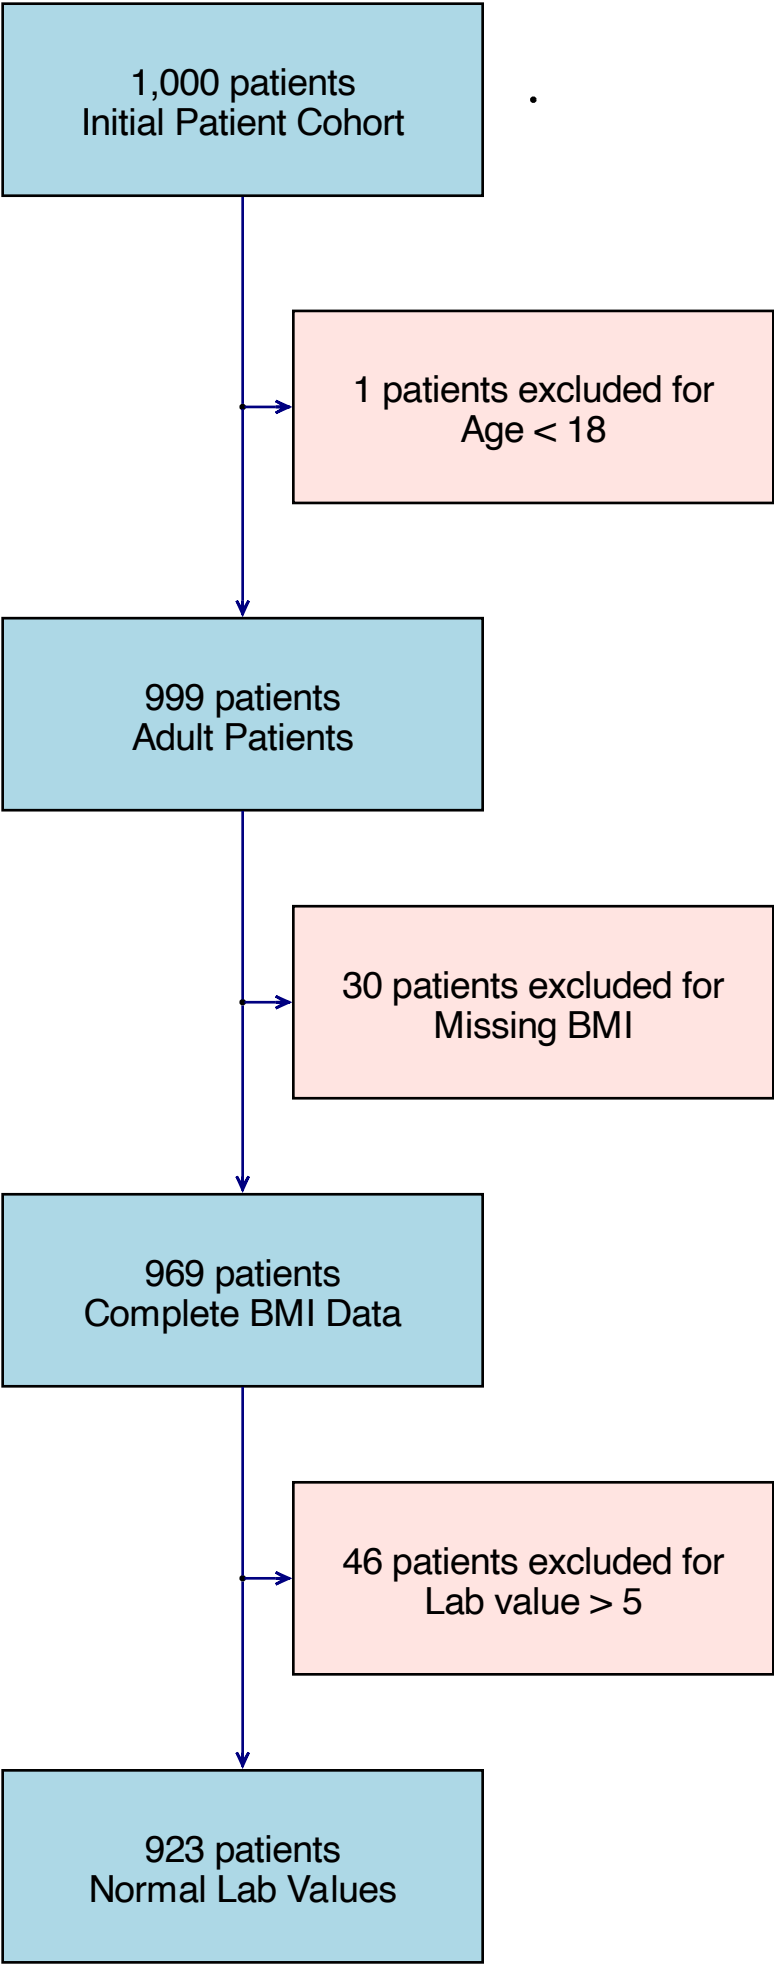 1,000 patients
Initial Patient Cohort
.
1 patients excluded for
Age < 18
999 patients
Adult Patients
30 patients excluded for
Missing BMI
969 patients
Complete BMI Data
46 patients excluded for
Lab value > 5
923 patients
Normal Lab Values